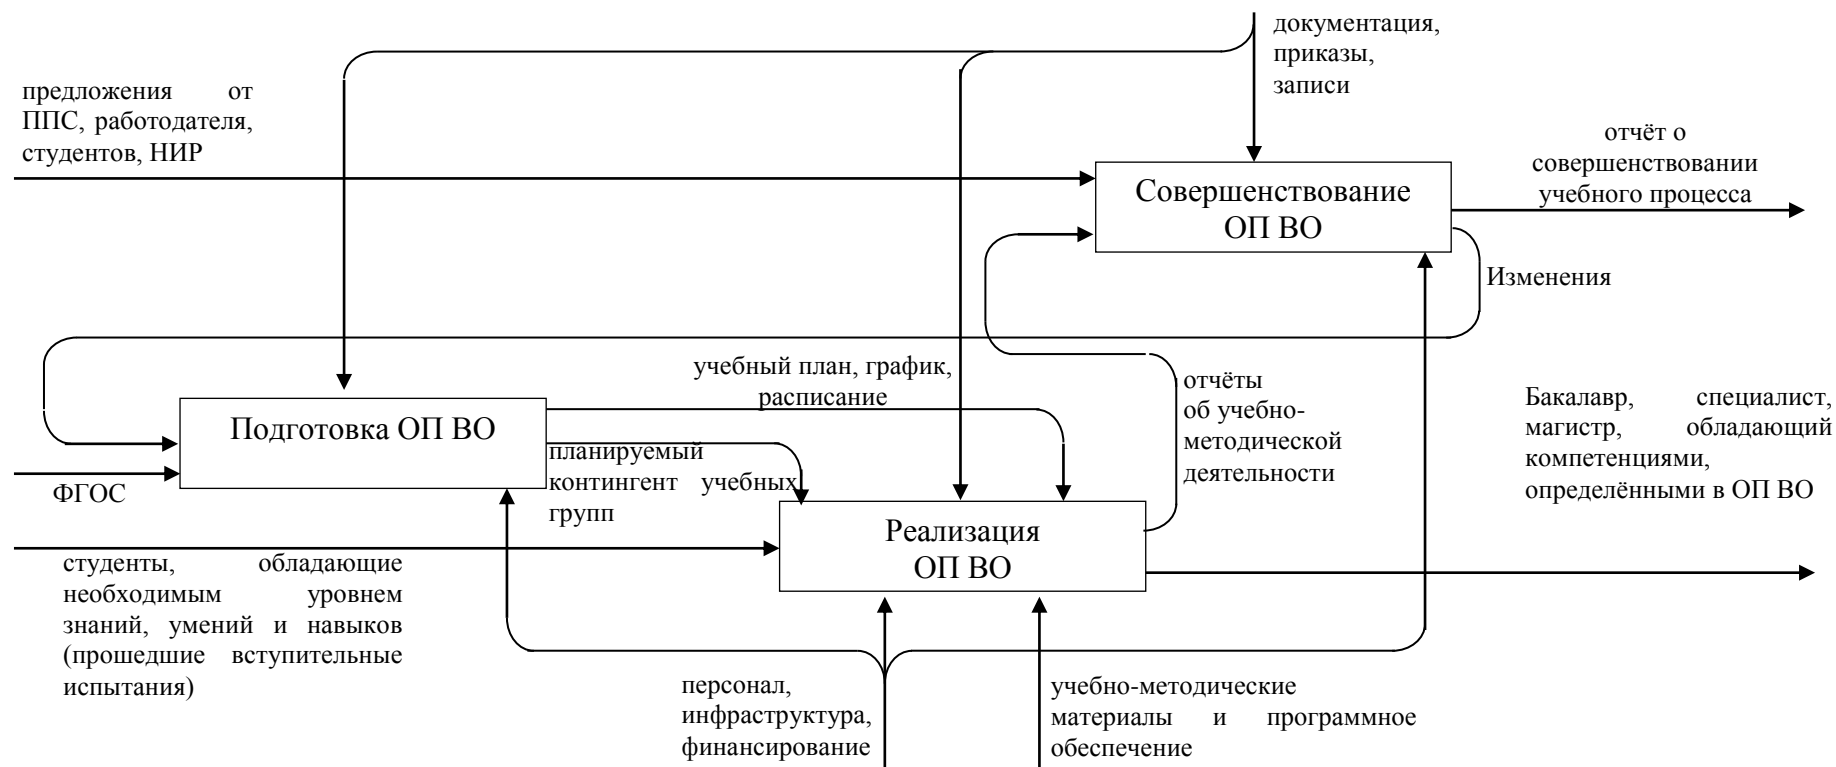 документация,
приказы,
записи
предложения от
ППС, работодателя,
студентов, НИР
отчёт о
совершенствовании
учебного процесса
Совершенствование
ОП ВО
Изменения
учебный план, график,
расписание
отчёты
об учебно-
методической
деятельности
Бакалавр, специалист,
магистр, обладающий
компетенциями,
определёнными в ОП ВО
Подготовка ОП ВО
планируемый
контингент учебных
групп
ФГОС
Реализация
ОП ВО
студенты, обладающие
необходимым уровнем
знаний, умений и навыков
(прошедшие вступительные
испытания)
персонал,
инфраструктура,
финансирование
учебно-методические
материалы и программное
обеспечение